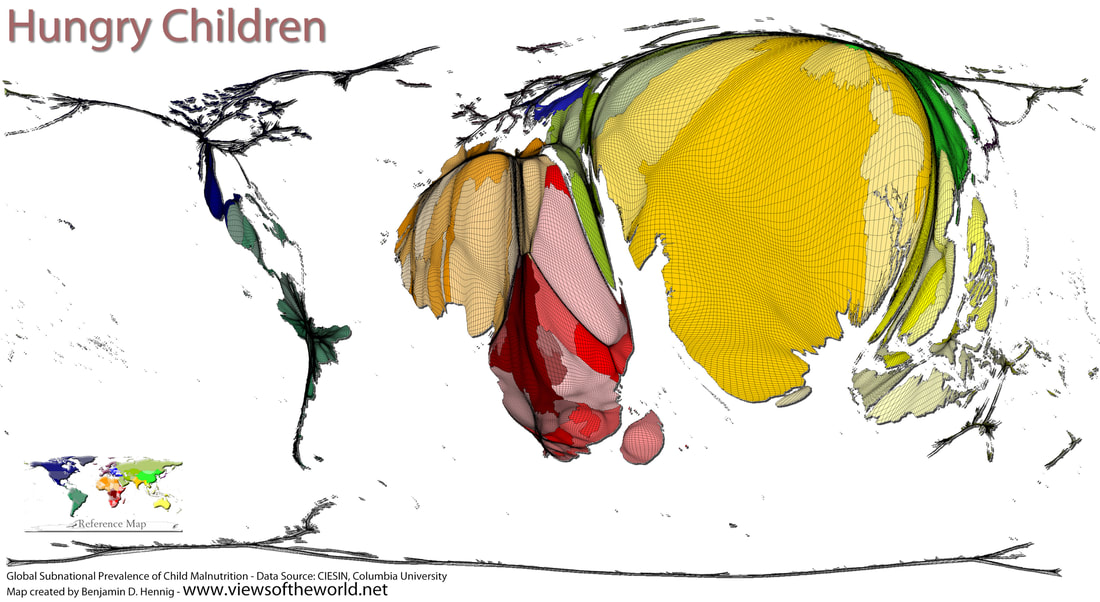 Hungry Children
Reference Map
Global Subnational Prevalence of Child Malnutrition - Data Source: CIESIN, Columbia University
Map created by Benjamin D. Hennig - www.viewsoftheworld.net